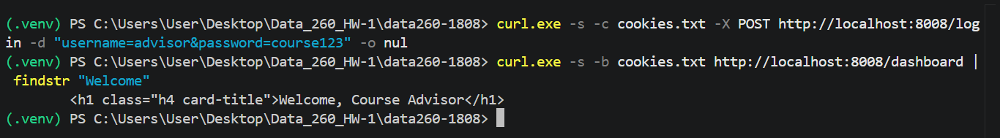 (.venv) PS C:\Users\User\Desktop\Data_260_HW-1\data260-1808> curl.exe -s -c cookies.txt -X POST http://localhost:8008/log
in -d "username=advisor&password=course123" -o nul
(.venv) PS C:\Users\User\Desktop\Data_260_HW-1\data260-1808> curl.exe -s -b cookies.txt http://localhost:8008/dashboard |
 findstr "Welcome"
        <h1 class="h4 card-title">Welcome, Course Advisor</h1>
(.venv) PS C:\Users\User\Desktop\Data_260_HW-1\data260-1808>